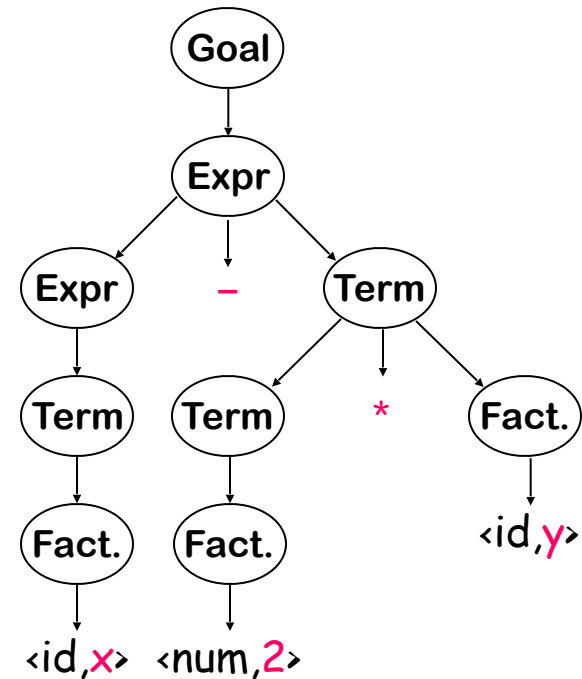 Goal
Expr
Expr – Term
Term Term * Fact.
Fact. Fact. <id,y>
<id,x> <num,2>